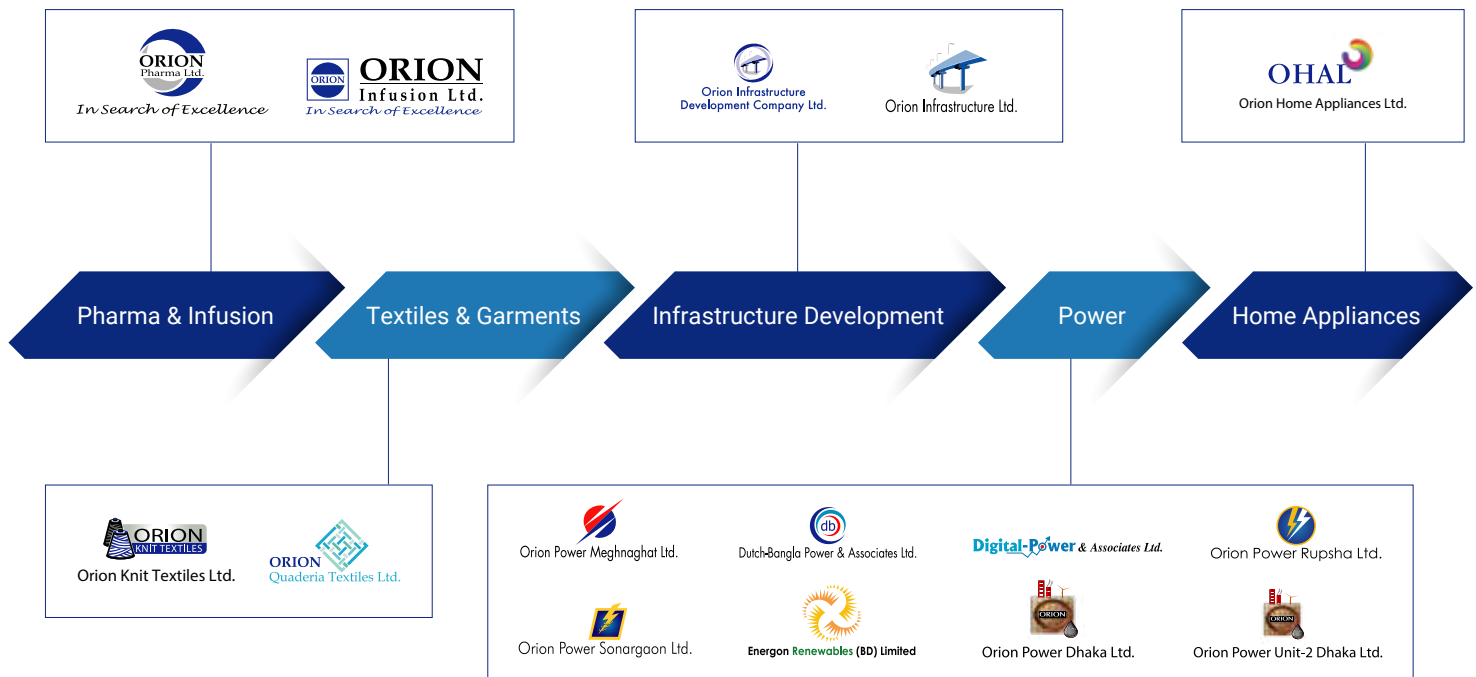 ORION
Pharma Ltd.
In Search of Excellence
ORION
ORION
Infusion Ltd.
In Search of Excellence
Orion Infrastructure
Development Company Ltd.
Orion Infrastructure Ltd.
OHAL
Orion Home Appliances Ltd.
Pharma & Infusion
Textiles & Garments
Infrastructure Development
Power
Home Appliances
ORION
KNIT TEXTILES
Orion Knit Textiles Ltd.
ORION
Quaderia Textiles Ltd.
Orion Power Meghnaghat Ltd.
db
Dutch-Bangla Power & Associates Ltd.
Digital-Power & Associates Ltd.
Orion Power Rupsha Ltd.
Orion Power Sonargaon Ltd.
Energon Renewables (BD) Limited
ORION
Orion Power Dhaka Ltd.
ORION
Orion Power Unit-2 Dhaka Ltd.